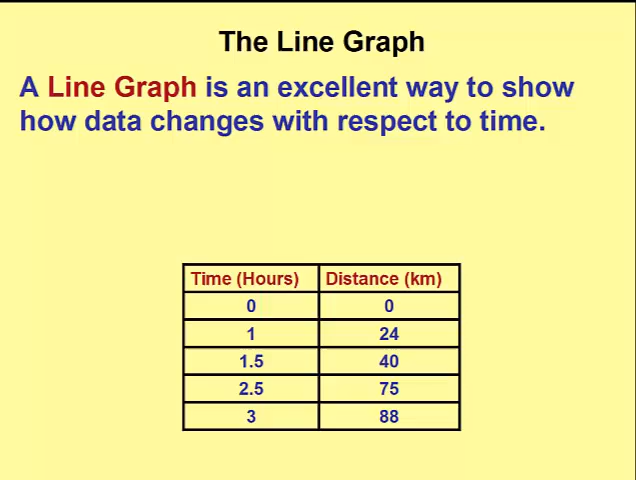 The Line Graph
A Line Graph is an excellent way to show
how data changes with respect to time.
Time (Hours) Distance (km)
0 0
1 24
1.5 40
2.5 75
3 88